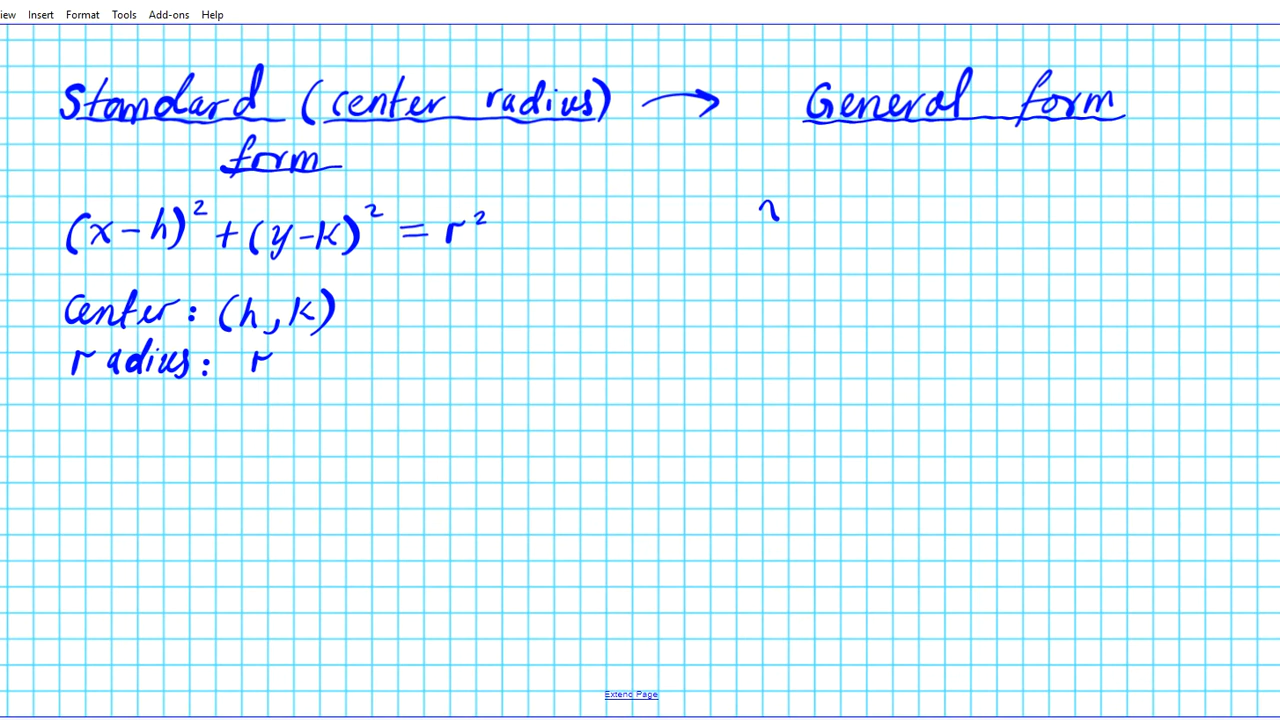 iew Insert Format Tools Add-ons Help
Standard (center radius) → General form
form
(x-h)² + (y-k)² = r²
center: (h, k)
radius: r
Extend Page